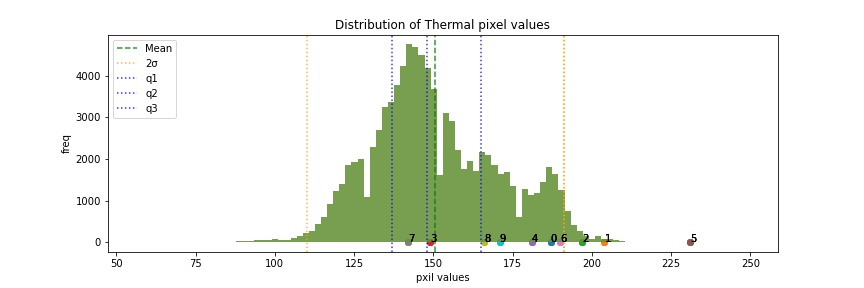 Distribution of Thermal pixel values
Mean
2σ
q1
q2
q3
freq
4000
3000
2000
1000
0
7 3 8 9 4 0 6 2 1 5
50 75 100 125 150 175 200 225 250
pxil values